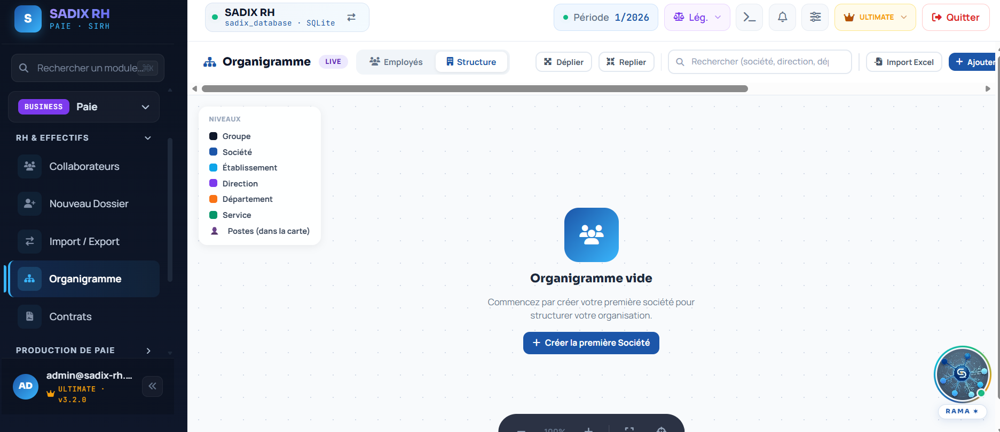 S
SADIX RH
PAIE · SIRH
Rechercher un module... ⌘K
BUSINESS Paie
RH & EFFECTIFS
Collaborateurs
Nouveau Dossier
Import / Export
Organigramme
Contrats
PRODUCTION DE PAIE
AD
admin@sadix-rh....
ULTIMATE ·
v3.2.0
SADIX RH
sadix_database · SQLite
Période 1/2026
Lég.
ULTIMATE
Quitter
Organigramme LIVE
Employés
Structure
Déplier
Replier
Rechercher (société, direction, dép
Import Excel
+ Ajouter
NIVEAUX
Groupe
Société
Établissement
Direction
Département
Service
Postes (dans la carte)
Organigramme vide
Commencez par créer votre première société pour
structurer votre organisation.
+ Créer la première Société
100%
RAMA ✶